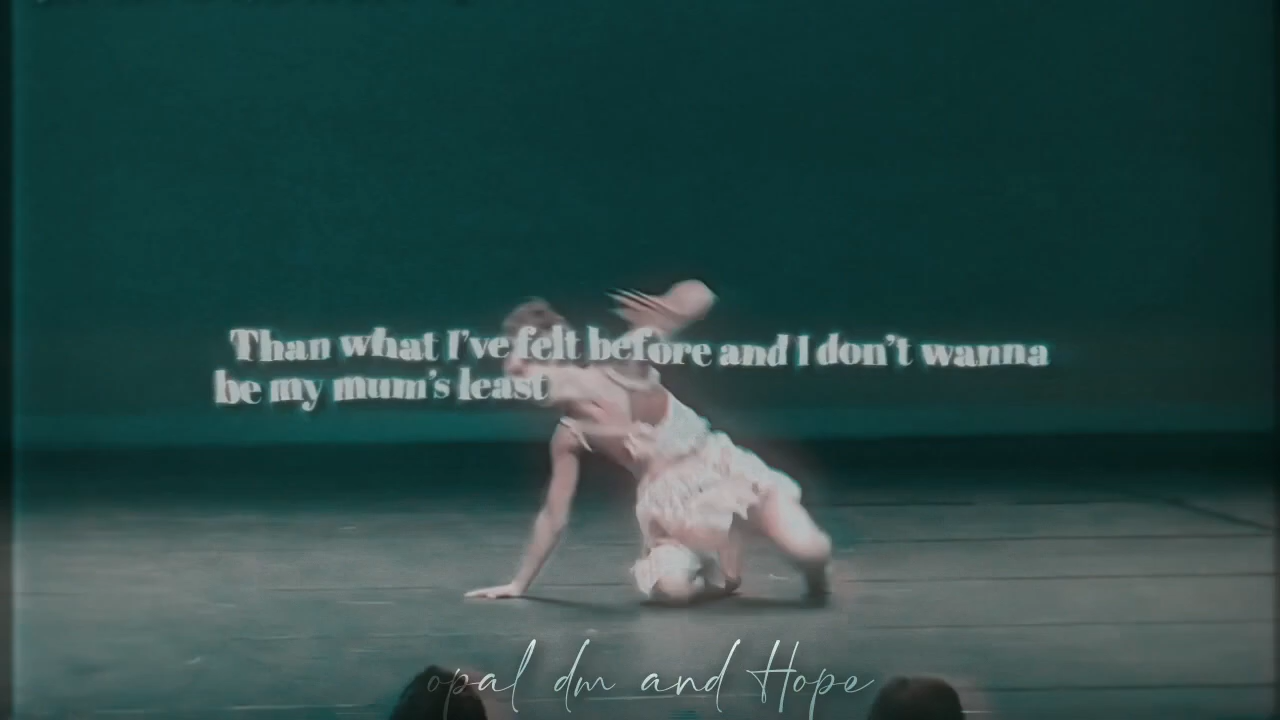 Than what I've felt before and I don't wanna
be my mum's least
opal dm and Hope